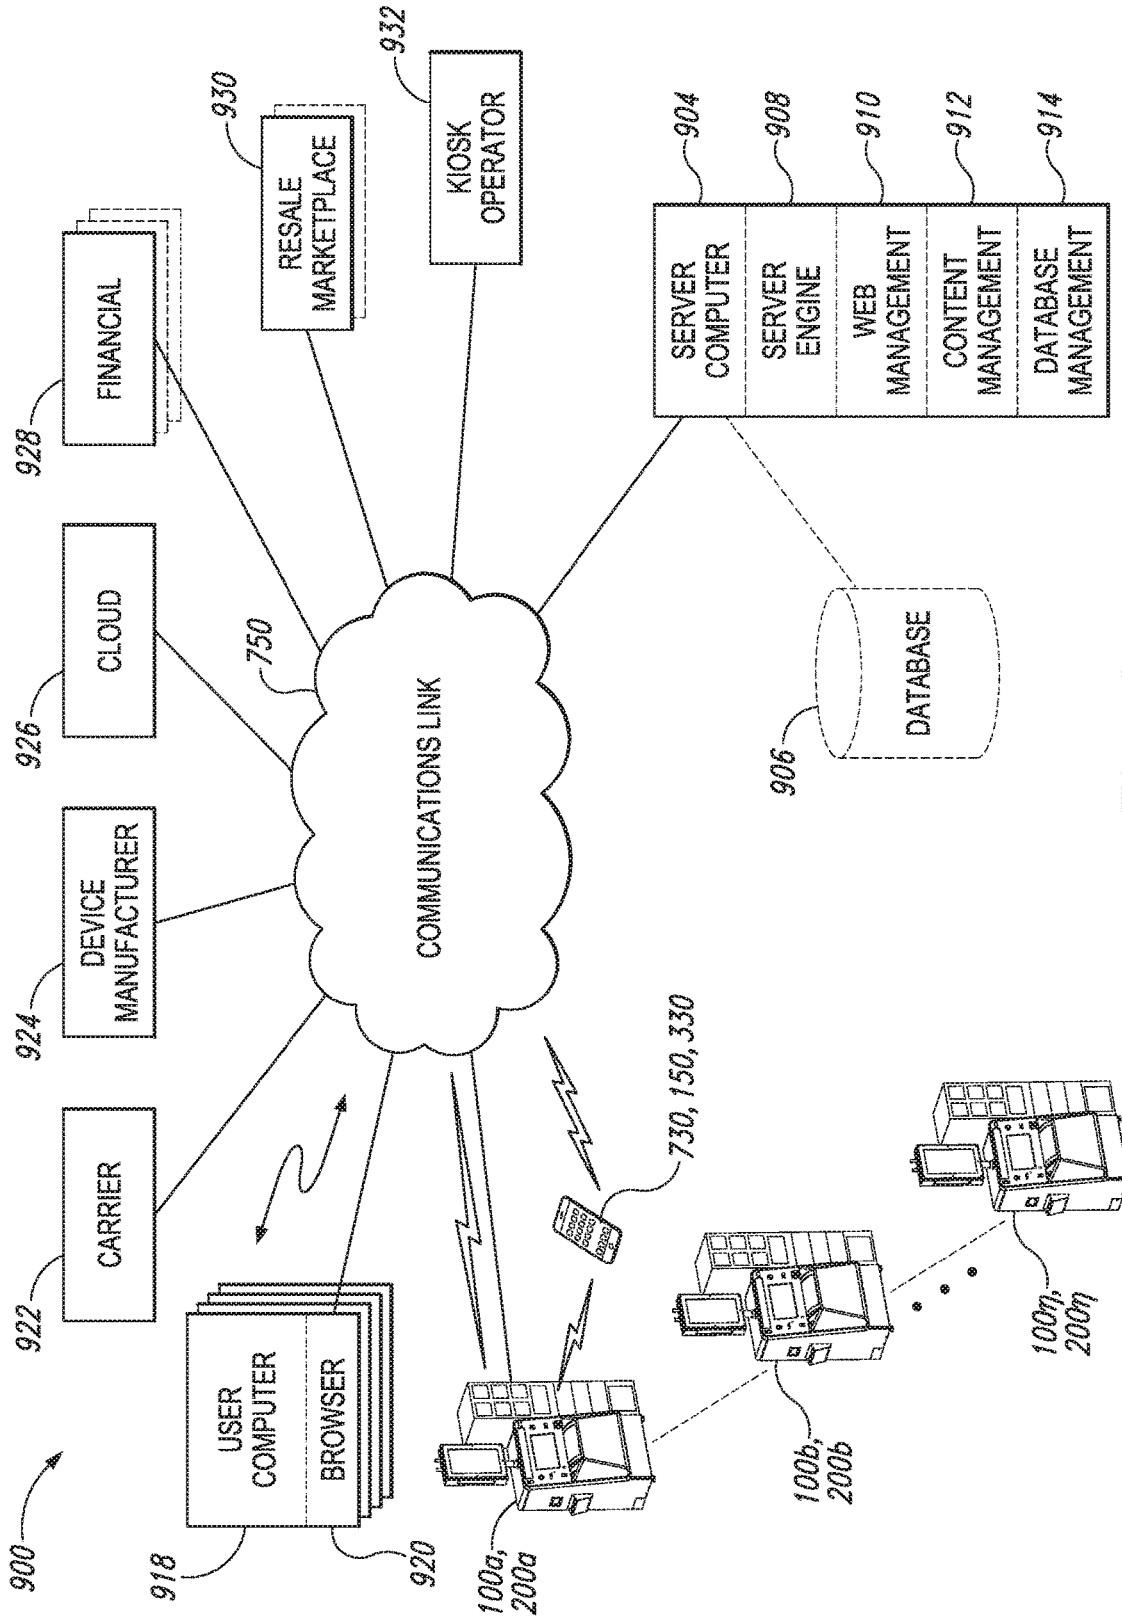 900
922
CARRIER
924
DEVICE
MANUFACTURER
926
CLOUD
928
FINANCIAL
930
RESALE
MARKETPLACE
932
KIOSK
OPERATOR
918
USER
COMPUTER
BROWSER
920
750
COMMUNICATIONS LINK
730, 150, 330
100a,
200a
100b,
200b
100η,
200η
906
DATABASE
SERVER
COMPUTER
904
SERVER
ENGINE
908
WEB
MANAGEMENT
910
CONTENT
MANAGEMENT
912
DATABASE
MANAGEMENT
914